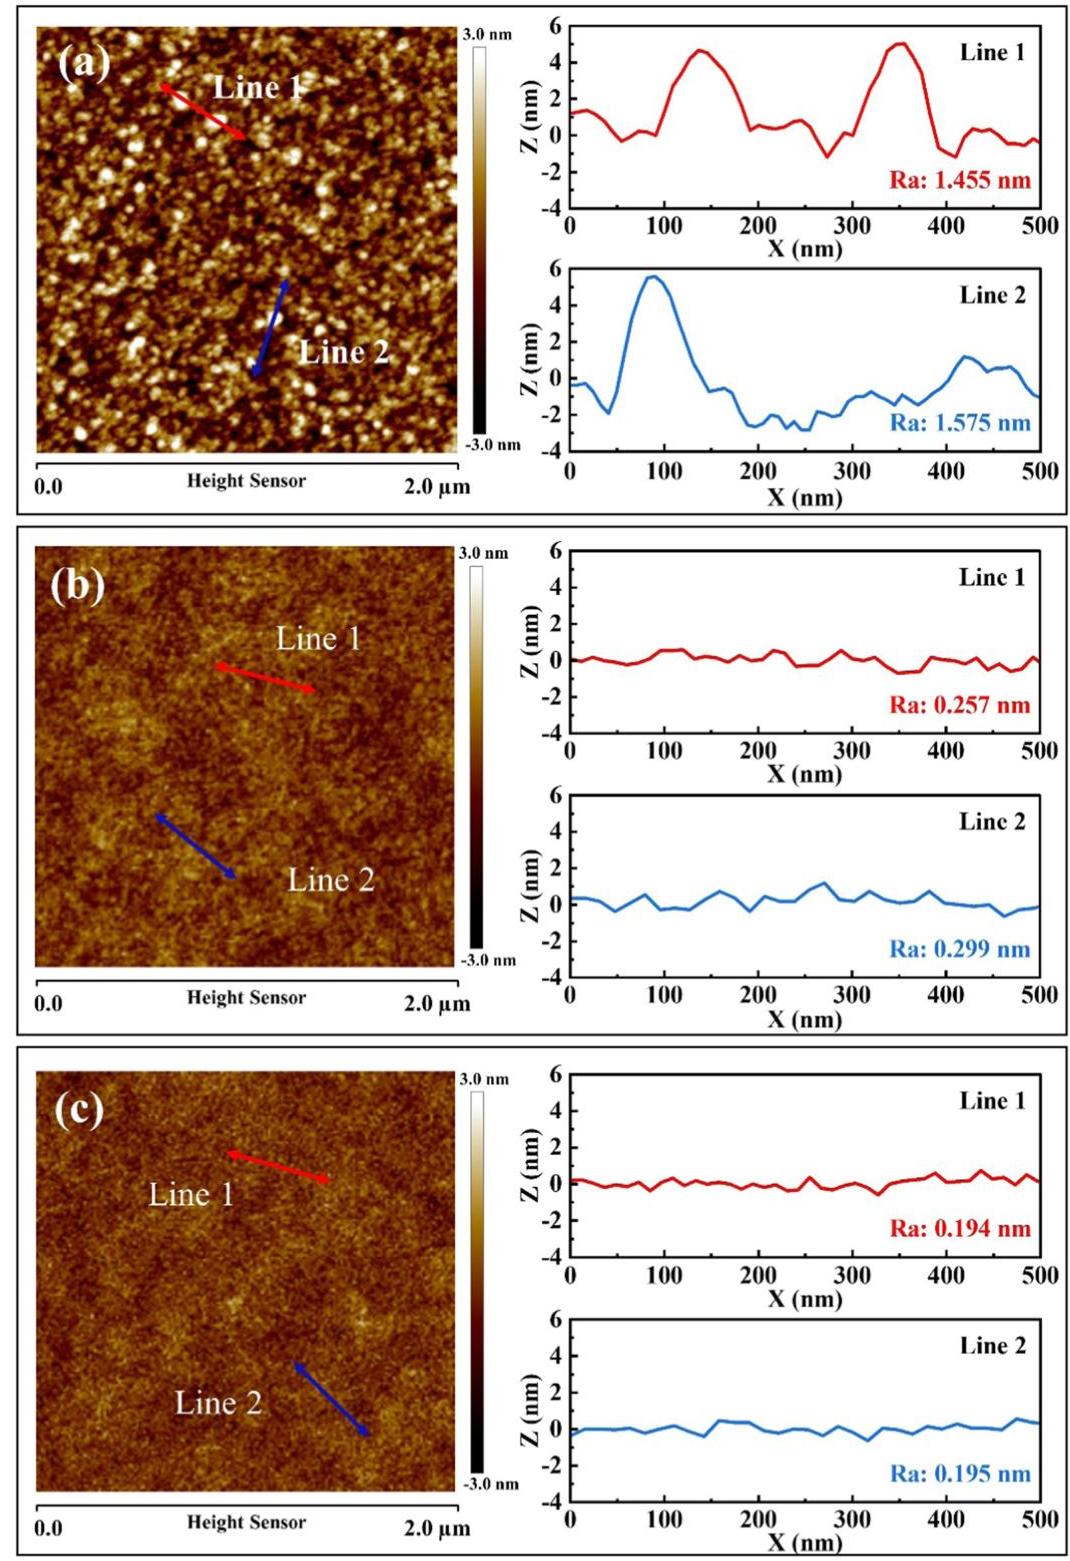 (a)
Line 1
Line 2
3.0 nm
-3.0 nm
0.0
Height Sensor
2.0 µm
6
4
2
0
-2
-4
Z (nm)
Line 1
Ra: 1.455 nm
0 100 200 300 400 500
X (nm)
6
4
2
0
-2
-4
Z (nm)
Line 2
Ra: 1.575 nm
0 100 200 300 400 500
X (nm)
(b)
Line 1
Line 2
3.0 nm
-3.0 nm
0.0
Height Sensor
2.0 µm
6
4
2
0
-2
-4
Z (nm)
Line 1
Ra: 0.257 nm
0 100 200 300 400 500
X (nm)
6
4
2
0
-2
-4
Z (nm)
Line 2
Ra: 0.299 nm
0 100 200 300 400 500
X (nm)
(c)
Line 1
Line 2
3.0 nm
-3.0 nm
0.0
Height Sensor
2.0 µm
6
4
2
0
-2
-4
Z (nm)
Line 1
Ra: 0.194 nm
0 100 200 300 400 500
X (nm)
6
4
2
0
-2
-4
Z (nm)
Line 2
Ra: 0.195 nm
0 100 200 300 400 500
X (nm)